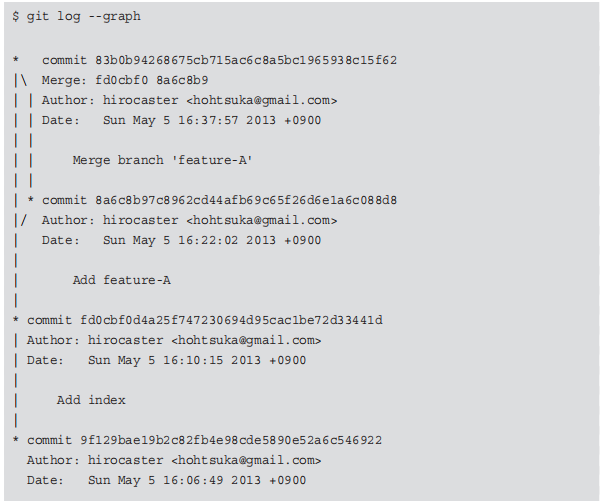 $ git log --graph
*   commit 83b0b94268675cb715ac6c8a5bc1965938c15f62
|\  Merge: fd0cbf0 8a6c8b9
| | Author: hirocaster <hohtsuka@gmail.com>
| | Date:   Sun May 5 16:37:57 2013 +0900
| |
| |     Merge branch 'feature-A'
| |
| * commit 8a6c8b97c8962cd44afb69c65f26d6e1a6c088d8
|/  Author: hirocaster <hohtsuka@gmail.com>
|   Date:   Sun May 5 16:22:02 2013 +0900
|
|       Add feature-A
|
* commit fd0cbf0d4a25f747230694d95cac1be72d33441d
| Author: hirocaster <hohtsuka@gmail.com>
| Date:   Sun May 5 16:10:15 2013 +0900
|
|     Add index
|
* commit 9f129bae19b2c82fb4e98cde5890e52a6c546922
  Author: hirocaster <hohtsuka@gmail.com>
  Date:   Sun May 5 16:06:49 2013 +0900